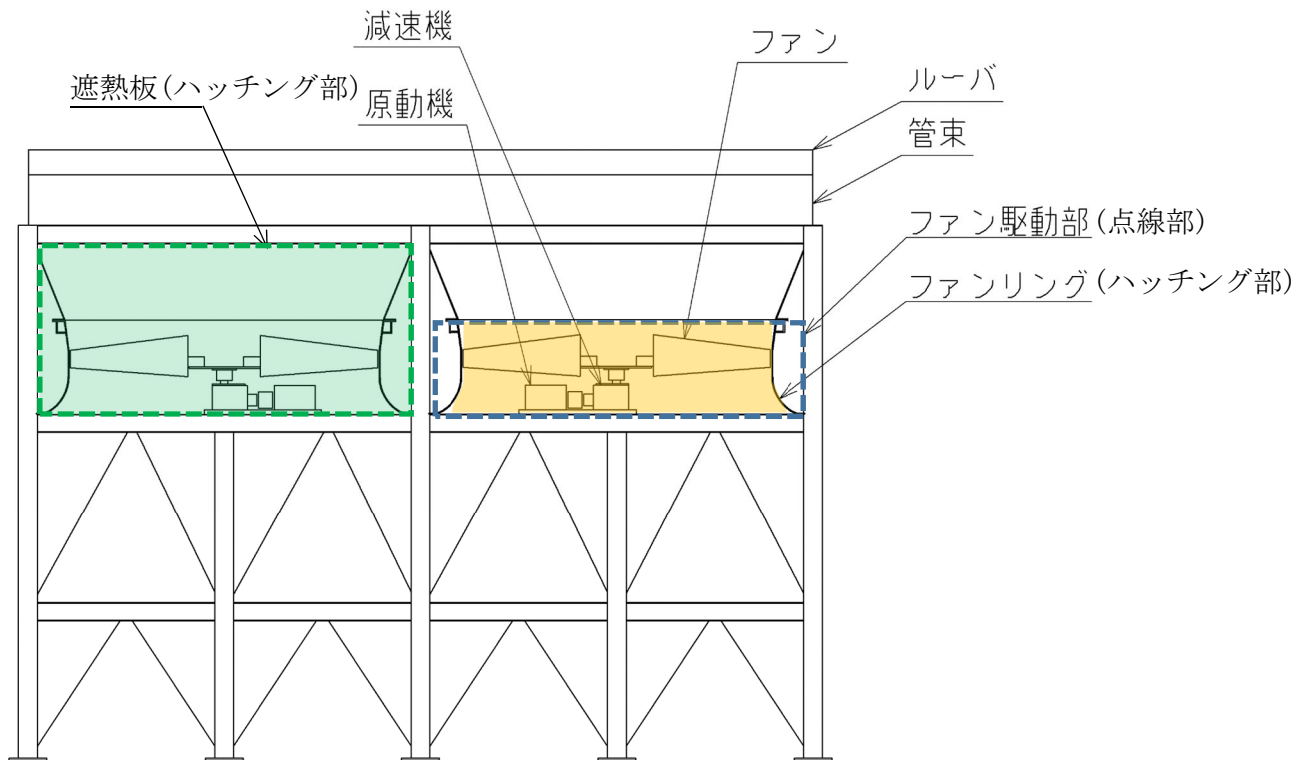 減速機
ファン
遮熱板(ハッチング部)
原動機
ルーバ
管束
ファン駆動部(点線部)
ファンリング(ハッチング部)